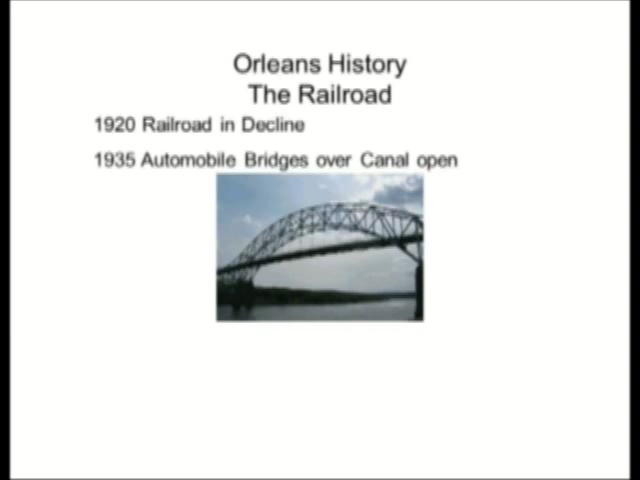 Orleans History
The Railroad
1920 Railroad in Decline
1935 Automobile Bridges over Canal open